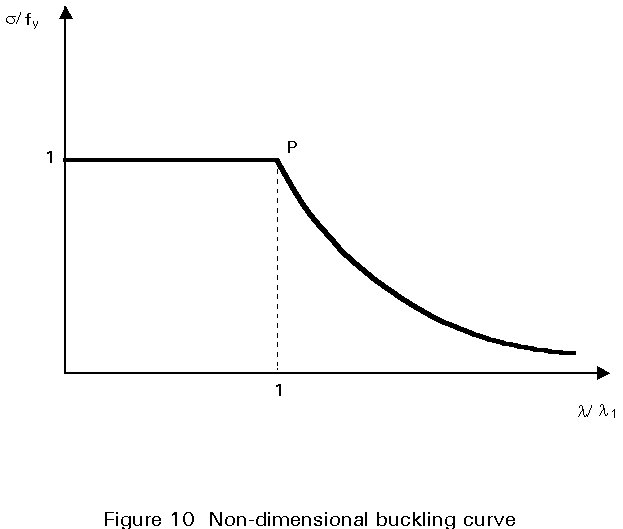 σ/ fy
P
1
1
λ/ λ1
Figure 10 Non-dimensional buckling curve